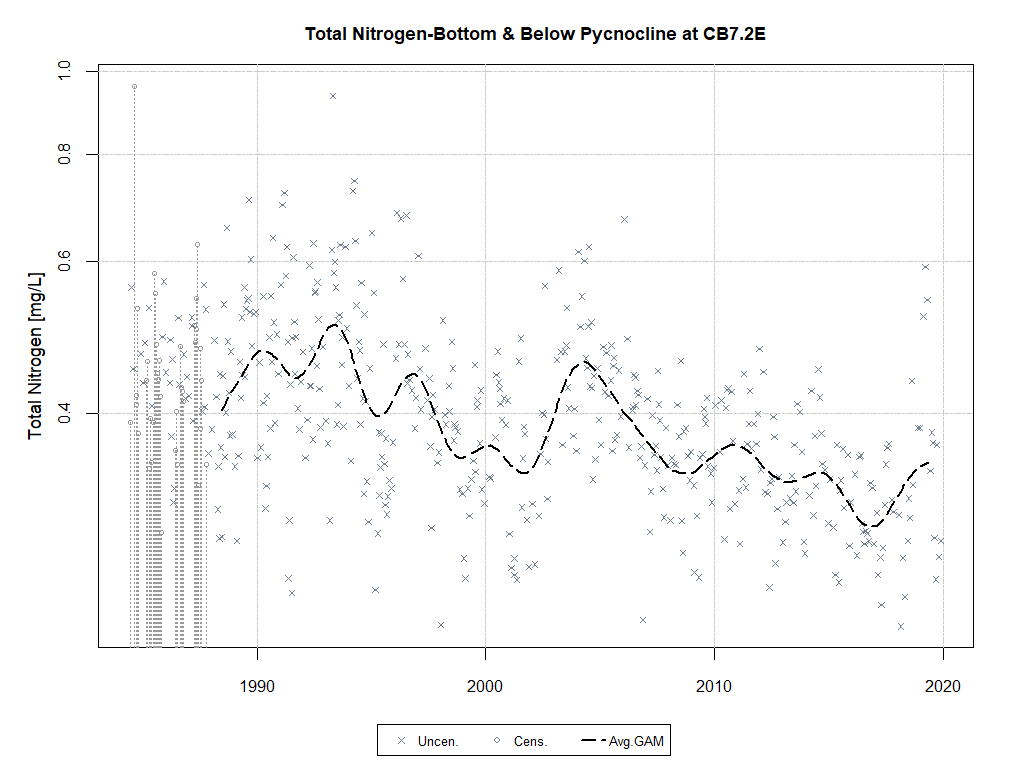 Total Nitrogen-Bottom & Below Pycnocline at CB7.2E
Total Nitrogen [mg/L]
1.0
0.8
0.6
0.4
1990
2000
2010
2020
Uncen.
Cens.
Avg.GAM